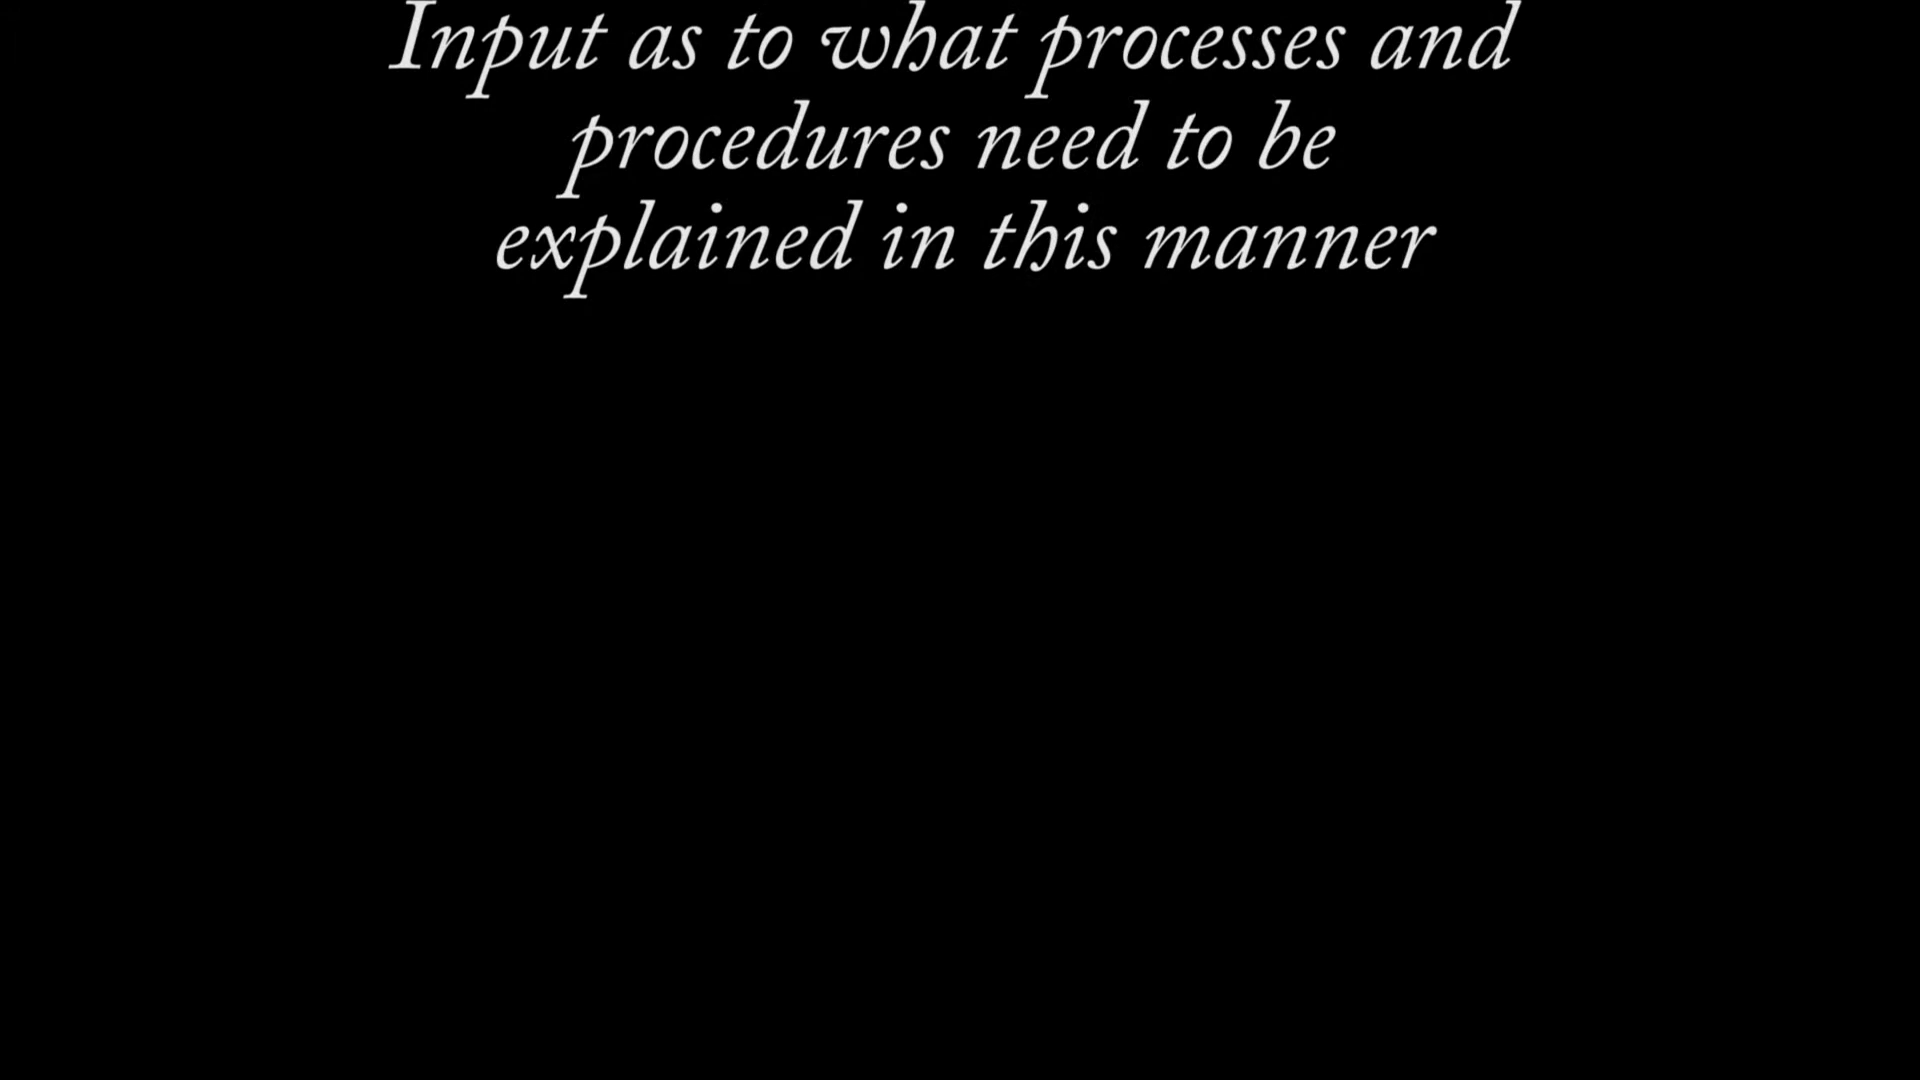 Input as to what processes and
procedures need to be
explained in this manner